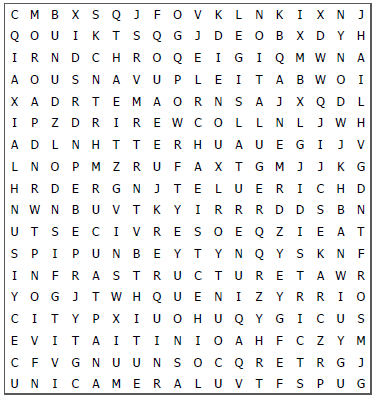 C M B X S Q J F O V K L N K I X N J
Q O U I K T S Q G J D E O B X D Y H
I R N D C H R O Q E I G I Q M W N A
A O U S N A V U P L E I T A B W O I
X A D R T E M A O R N S A J X Q D L
I P Z D R I R E W C O L L N L J W H
A D L N H T T E R H U A U E G I J V
L N O P M Z R U F A X T G M J J K G
H R D E R G N J T E L U E R I C H D
N W N B U V T K Y I R R R D D S B N
U T S E C I V R E S O E Q Z I E A T
S P I P U N B E Y T Y N Q Y S K N F
I N F R A S T R U C T U R E T A W R
Y O G J T W H Q U E N I Z Y R R I O
C I T Y P X I U O H U Q Y G I C U S
E V I T A I T I N I O A H F C Z Y M
C F V G N U U N S O C Q R E T R G J
U N I C A M E R A L U V T F S P U G